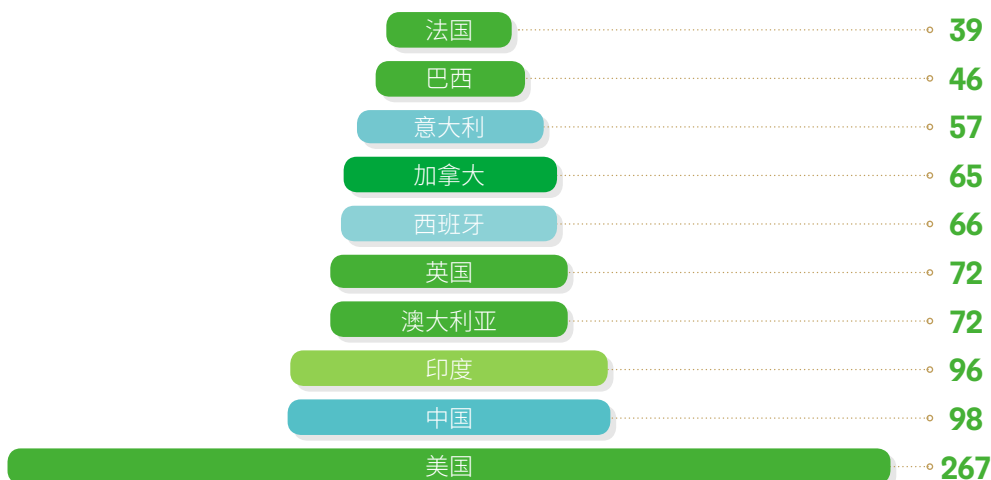 法国 39
巴西 46
意大利 57
加拿大 65
西班牙 66
英国 72
澳大利亚 72
印度 96
中国 98
美国 267